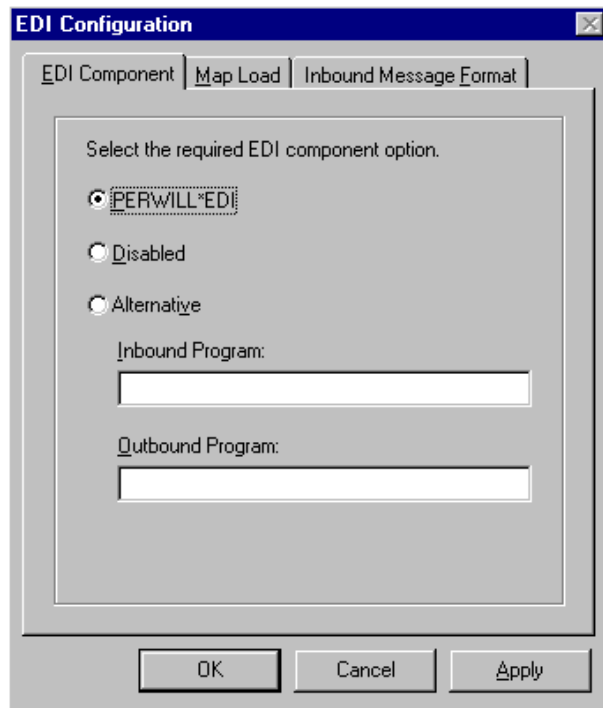 EDI Configuration
EDI Component Map Load Inbound Message Format
Select the required EDI component option.
PERWILL*EDI
Disabled
Alternative
Inbound Program:
Outbound Program:
OK Cancel Apply